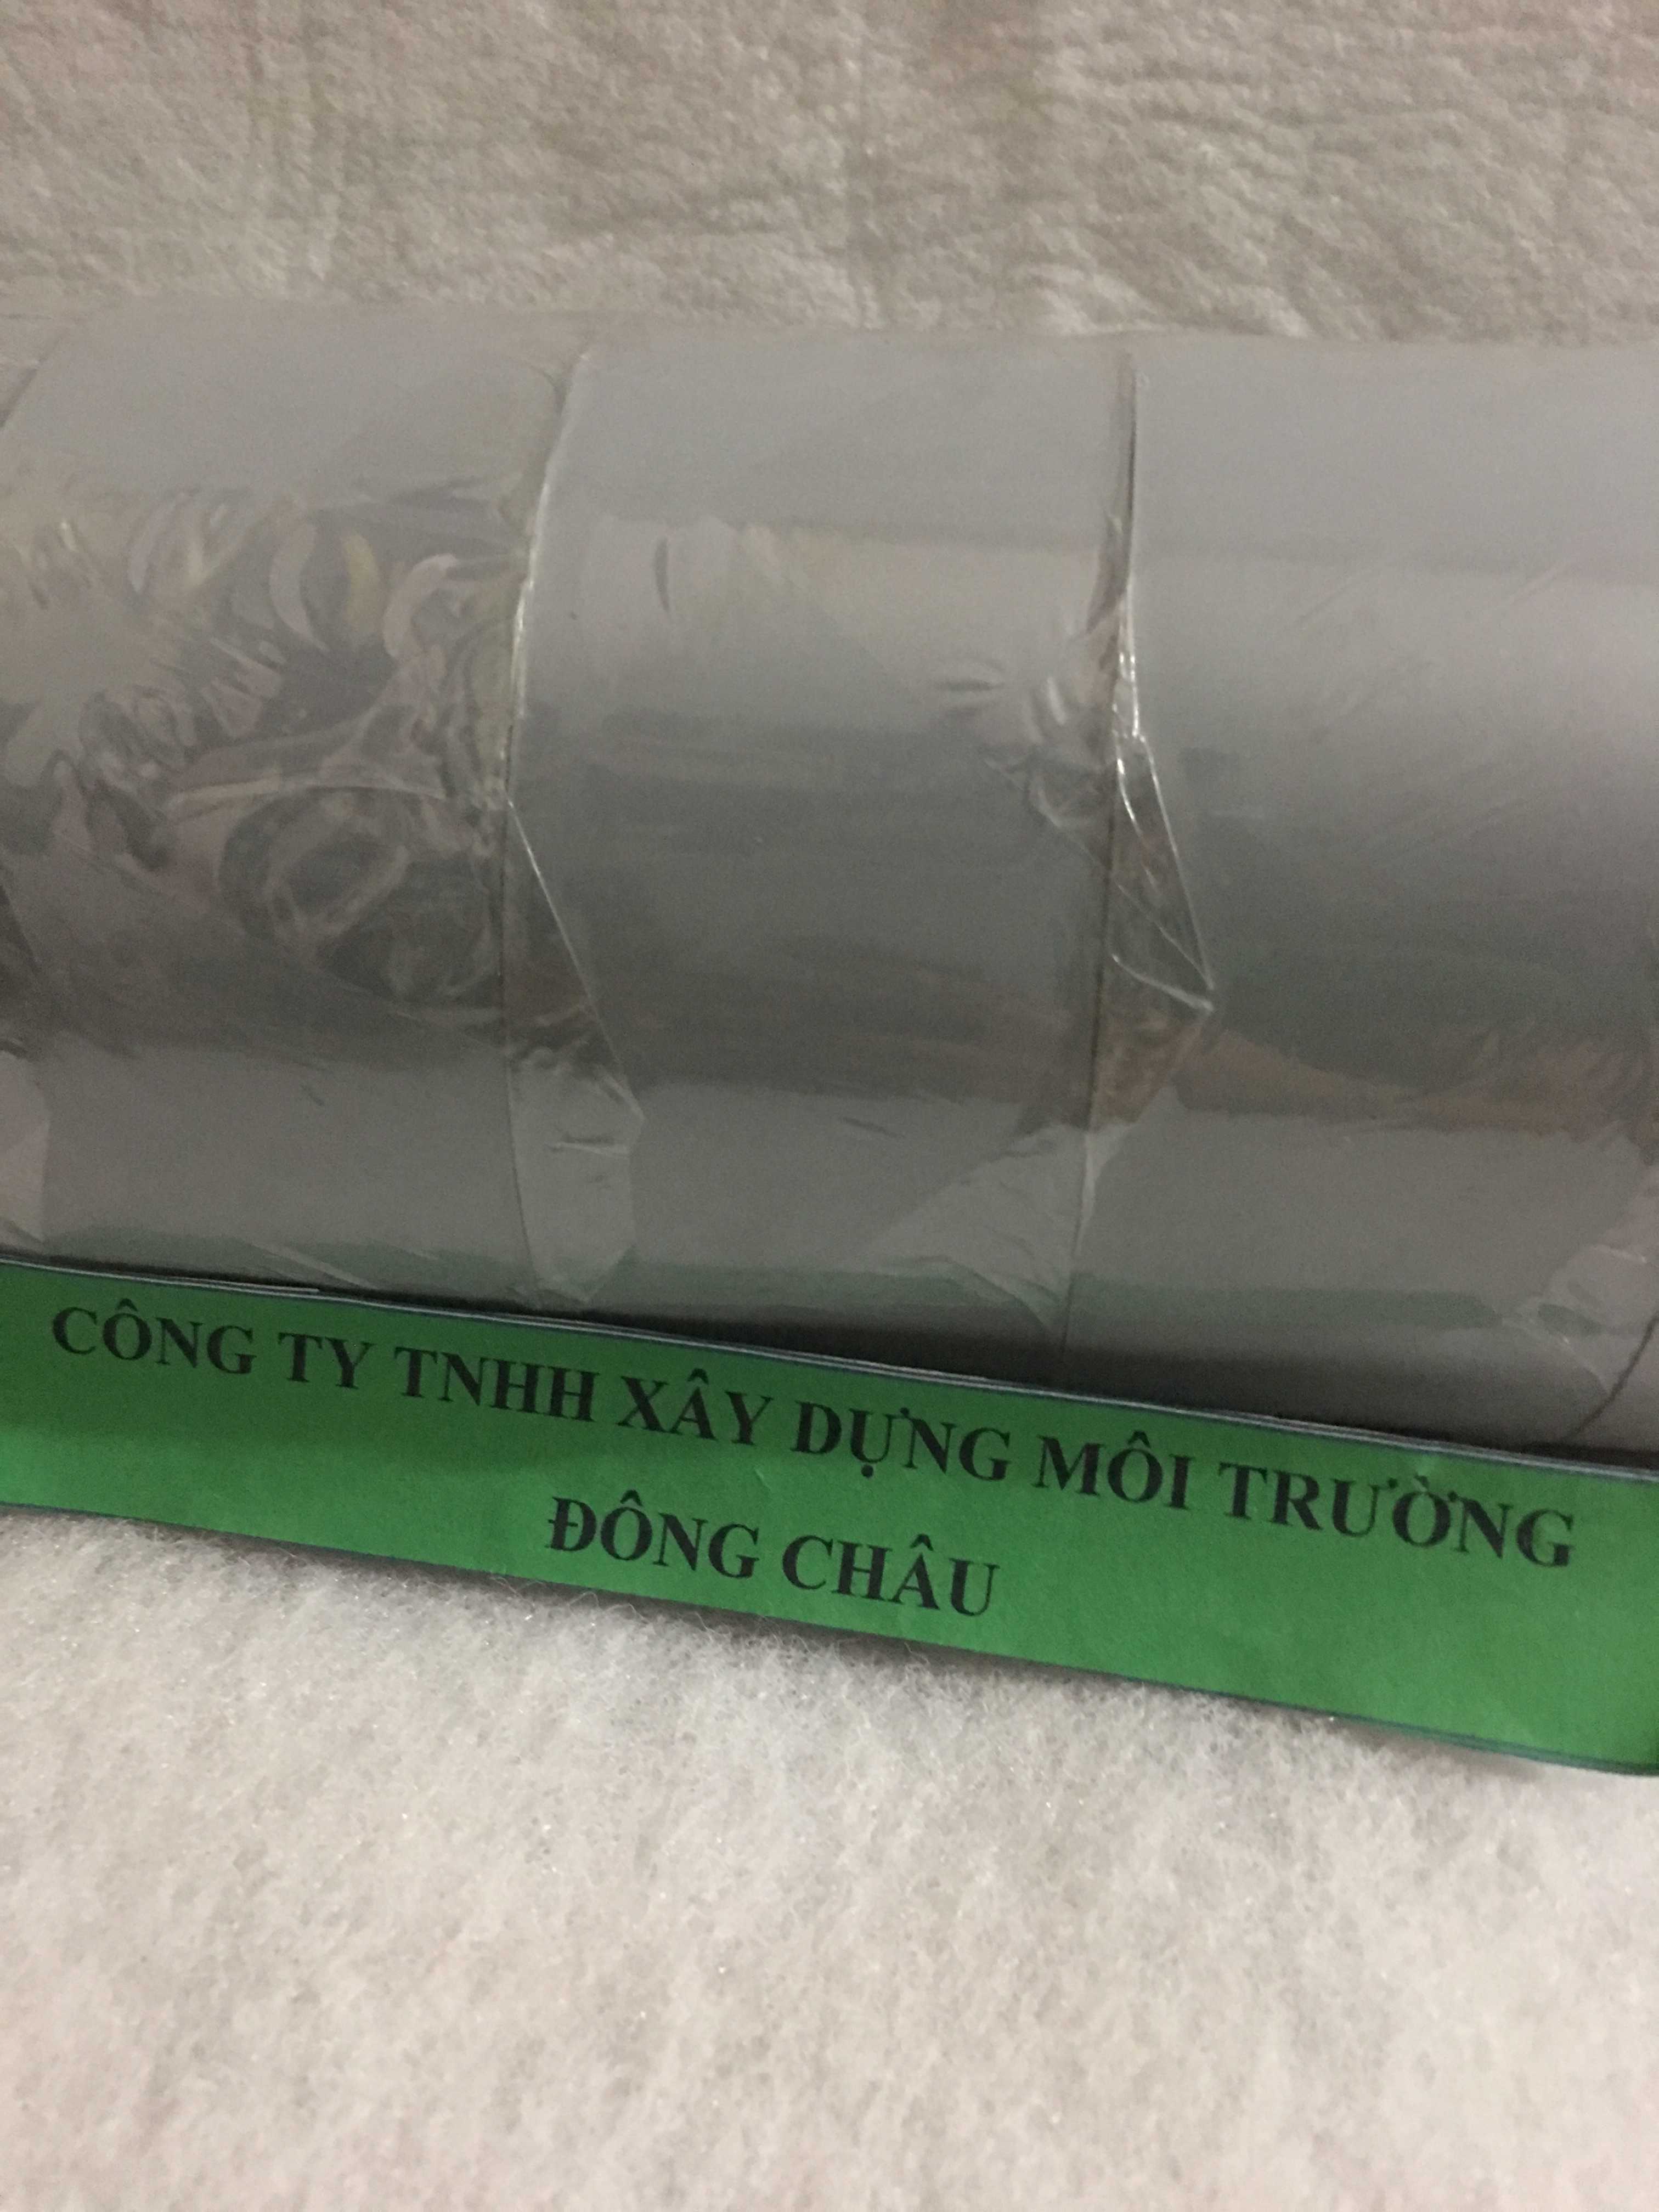 CÔNG TY TNHH XÂY DỰNG MÔI TRƯỜNG
ĐÔNG CHÂU